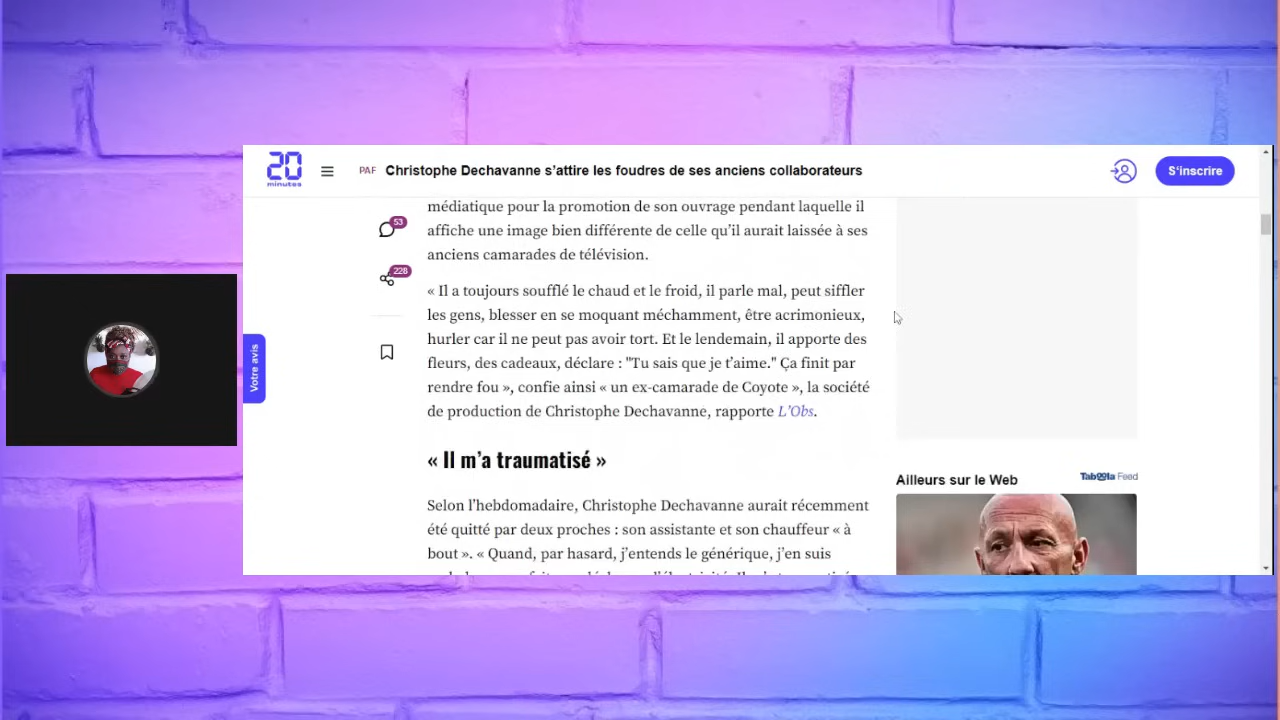 20
minutes
PAF
Christophe Dechavanne s'attire les foudres de ses anciens collaborateurs
S'inscrire
53
228
Votre avis
médiatique pour la promotion de son ouvrage pendant laquelle il
affiche une image bien différente de celle qu'il aurait laissée à ses
anciens camarades de télévision.
« Il a toujours soufflé le chaud et le froid, il parle mal, peut siffler
les gens, blesser en se moquant méchamment, être acrimonieux,
hurler car il ne peut pas avoir tort. Et le lendemain, il apporte des
fleurs, des cadeaux, déclare : "Tu sais que je t'aime." Ça finit par
rendre fou », confie ainsi « un ex-camarade de Coyote », la société
de production de Christophe Dechavanne, rapporte L'Obs.
« Il m'a traumatisé »
Selon l'hebdomadaire, Christophe Dechavanne aurait récemment
été quitté par deux proches : son assistante et son chauffeur « à
bout ». « Quand, par hasard, j'entends le générique, j'en suis
Ailleurs sur le Web
Taboola Feed